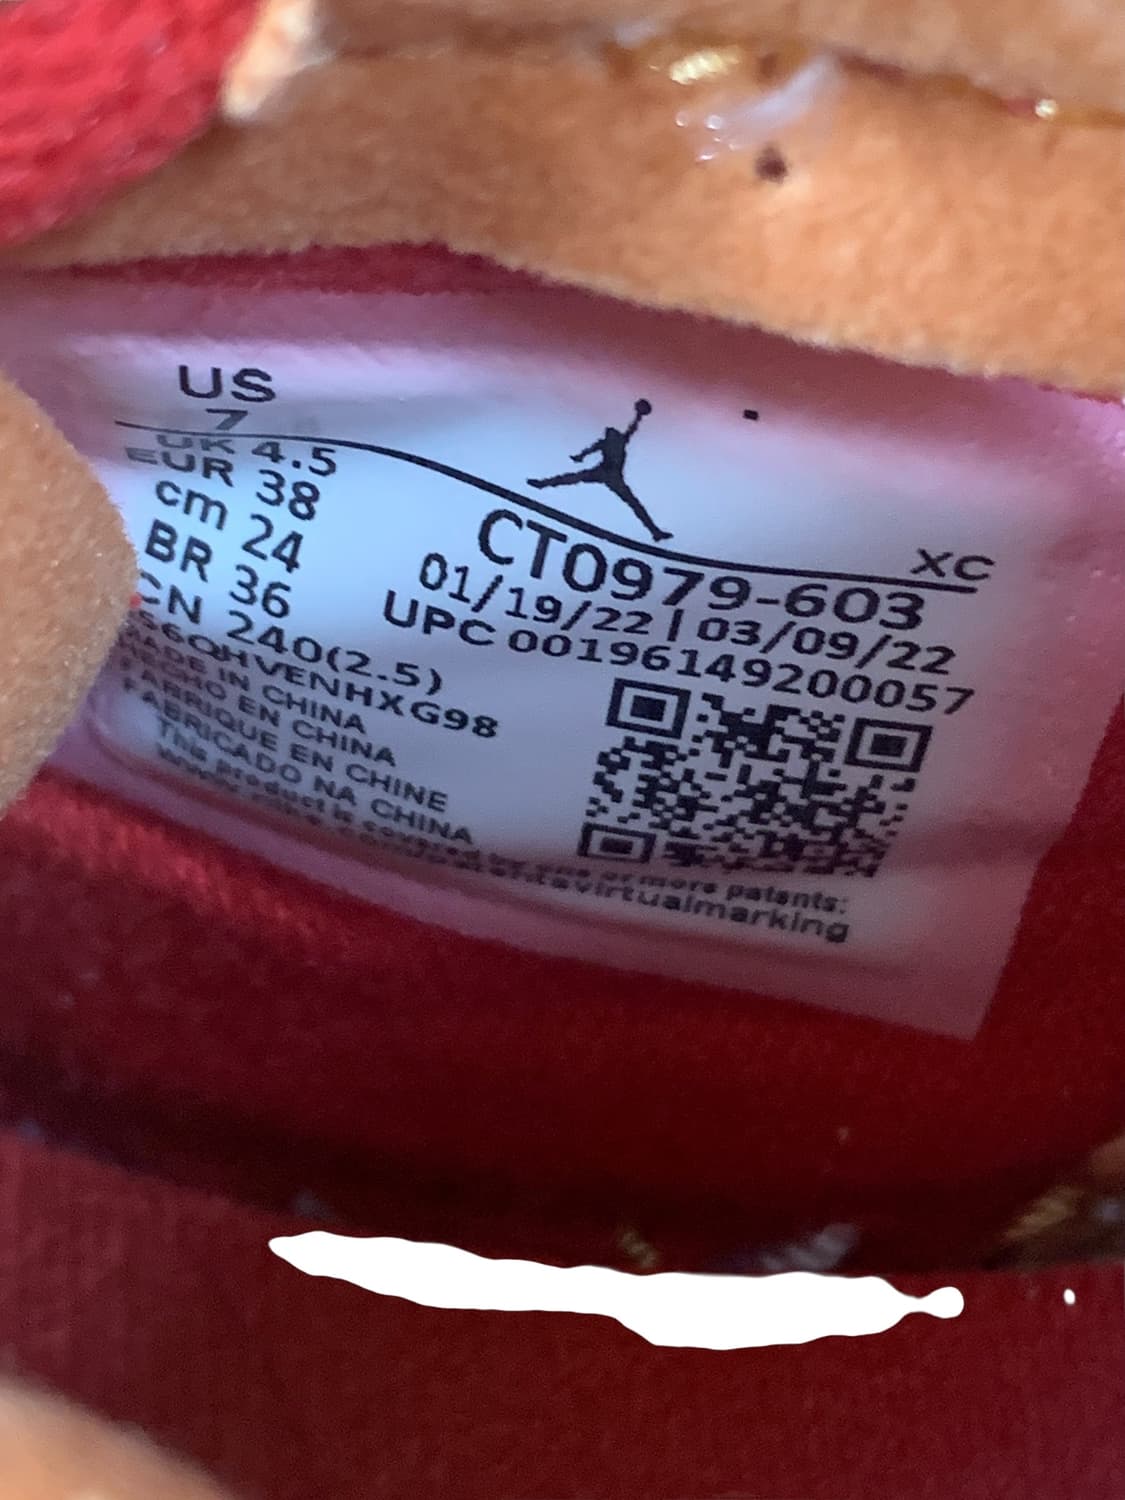 US
7
UK 4.5
EUR 38
cm 24
BR 36
CN 240(2.5)
XC
CT0979-603
01/19/22 | 03/09/22
UPC 00196149200057
S6QHVENHXG98
MADE IN CHINA
HECHO EN CHINA
FABRIQUE EN CHINE
FABRICADO NA CHINA
This product is covered by one or more patents:
virtualmarking